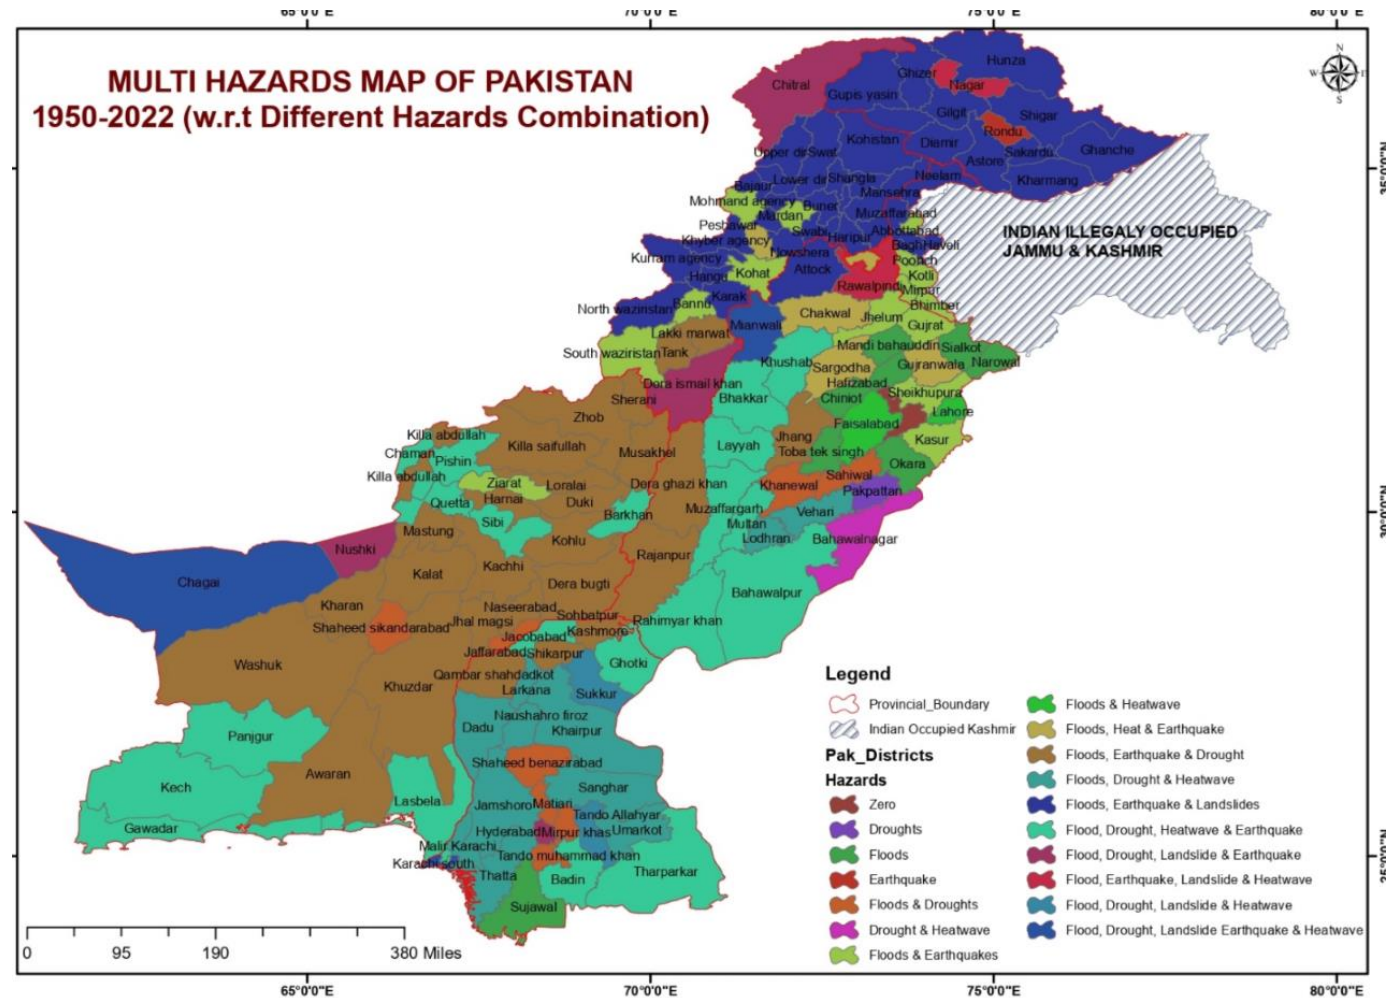 65°0'0"E 70°0'0"E 75°0'0"E 80°0'0"E
MULTI HAZARDS MAP OF PAKISTAN
1950-2022 (w.r.t Different Hazards Combination)
N
W E
S
Hunza
Ghizer
Chitral
Nagar
Gupis yasin
Gilgit
Shigar
Rondu
Kohistan
Diamir
Upper dir
Swat
Sakardu
Ghanche
Astore
Neelam
Lower dir
Shangla
Kharmang
Bajaur
Mansehra
Mohmand agency
Buner
Mardan
Muzaffarabad
Peshawar
Swabi
Abbottabad
Khyber agency
Haripur
Bagh
Haveli
INDIAN ILLEGALY OCCUPIED
JAMMU & KASHMIR
Nowshera
Kurram agency
Poonch
Attock
Hangu
Kohat
Kotli
Rawalpindi
Mirpur
Karak
North wazirstan
Bannu
Bhimber
Chakwal
Jhelum
Mianwali
Gujrat
Lakki marwat
South waziristan
Tank
Mandi bahauddin
Sialkot
Khushab
Sargodha
Gujranwala
Narowal
Dera ismail khan
Hafizabad
Sherani
Bhakkar
Chiniot
Sheikhupura
Zhob
Lahore
Faisalabad
Killa abdullah
Jhang
Kasur
Killa saifullah
Layyah
Chaman
Musakhel
Toba tek singh
Pishin
Okara
Killa abdullah
Sahiwal
Ziarat
Loralai
Dera ghazi khan
Khanewal
Pakpattan
Harnai
Duki
Quetta
Barkhan
Muzaffargarh
Vehari
Sibi
Multan
Mastung
Lodhran
Bahawalnagar
Kohlu
Nushki
Rajanpur
Kachhi
Kalat
Chagai
Dera bugti
Bahawalpur
Kharan
Naseerabad
Sohbatpur
Shaheed sikandarabad
Jhal magsi
Rahimyar khan
Jacobabad
Kashmore
Jaffarabad
Shikarpur
Washuk
Ghotki
Qambar shahdadkot
Khuzdar
Larkana
Sukkur
Naushahro firoz
Dadu
Khairpur
Panjgur
Shaheed benazirabad
Awaran
Kech
Sanghar
Lasbela
Jamshoro
Matiari
Tando Allahyar
Gawadar
Hyderabad
Mirpur khas
Umarkot
Malir Karachi
Tando muhammad khan
Karachi south
Thatta
Badin
Tharparkar
Sujawal
0 95 190 380 Miles
Legend
Provincial_Boundary
Indian Occupied Kashmir
Pak_Districts
Hazards
Zero
Droughts
Floods
Earthquake
Floods & Droughts
Drought & Heatwave
Floods & Earthquakes
Floods & Heatwave
Floods, Heat & Earthquake
Floods, Earthquake & Drought
Floods, Drought & Heatwave
Floods, Earthquake & Landslides
Flood, Drought, Heatwave & Earthquake
Flood, Drought, Landslide & Earthquake
Flood, Earthquake, Landslide & Heatwave
Flood, Drought, Landslide & Heatwave
Flood, Drought, Landslide Earthquake & Heatwave
65°0'0"E 70°0'0"E 75°0'0"E 80°0'0"E